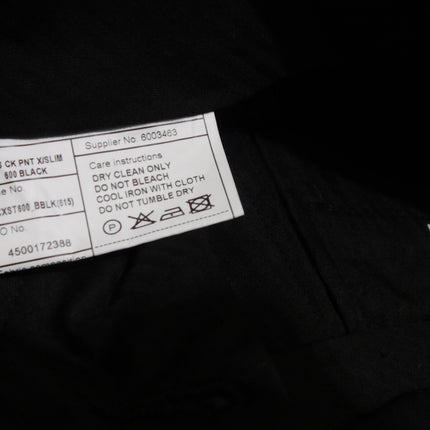 CK PNT X/SLIM
600 BLACK
No.
XST600_BBLK(615)
O No.
4500172388
Supplier No. 6003463
Care instructions
DRY CLEAN ONLY
DO NOT BLEACH
COOL IRON WITH CLOTH
DO NOT TUMBLE DRY
P